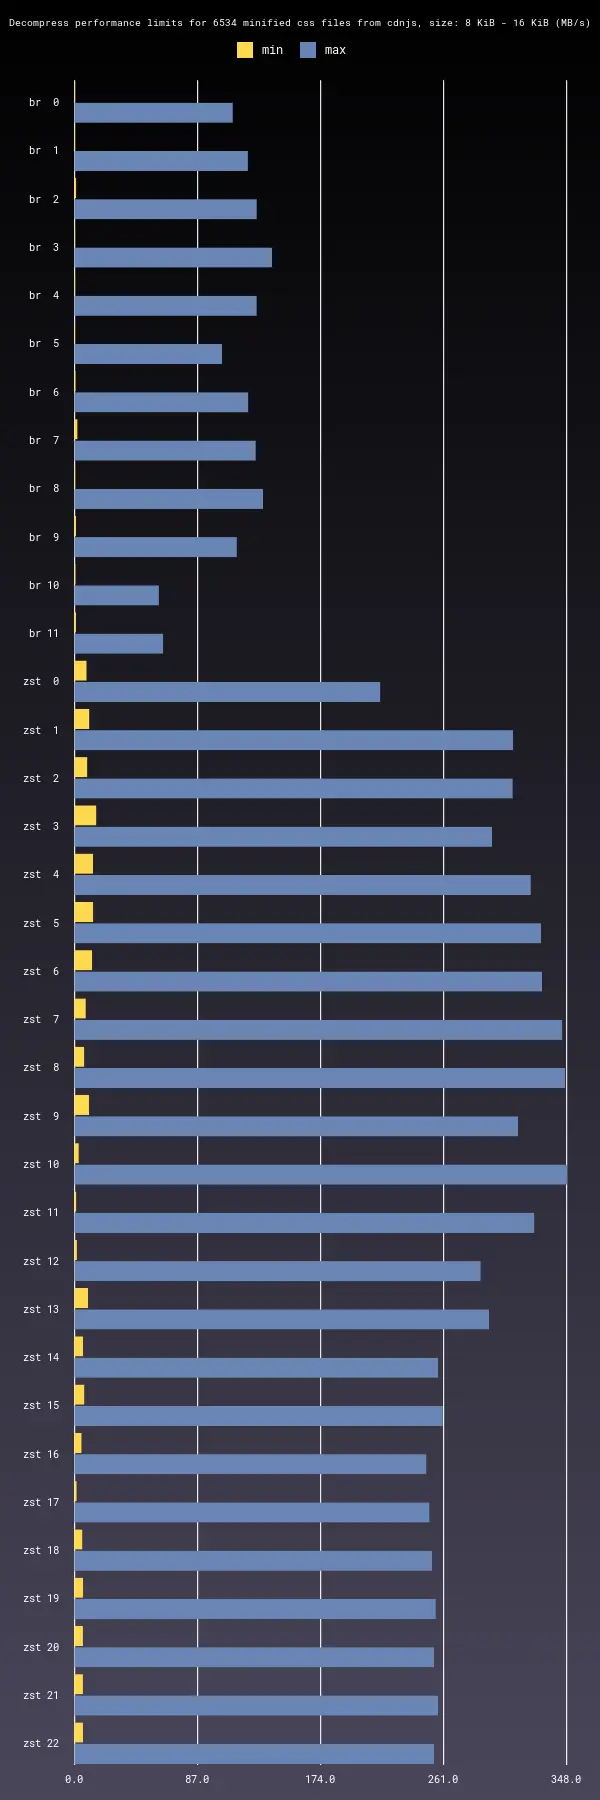 Decompress performance limits for 6534 minified css files from cdnjs, size: 8 KiB - 16 KiB (MB/s)
min max
br 0
br 1
br 2
br 3
br 4
br 5
br 6
br 7
br 8
br 9
br 10
br 11
zst 0
zst 1
zst 2
zst 3
zst 4
zst 5
zst 6
zst 7
zst 8
zst 9
zst 10
zst 11
zst 12
zst 13
zst 14
zst 15
zst 16
zst 17
zst 18
zst 19
zst 20
zst 21
zst 22
0.0 87.0 174.0 261.0 348.0